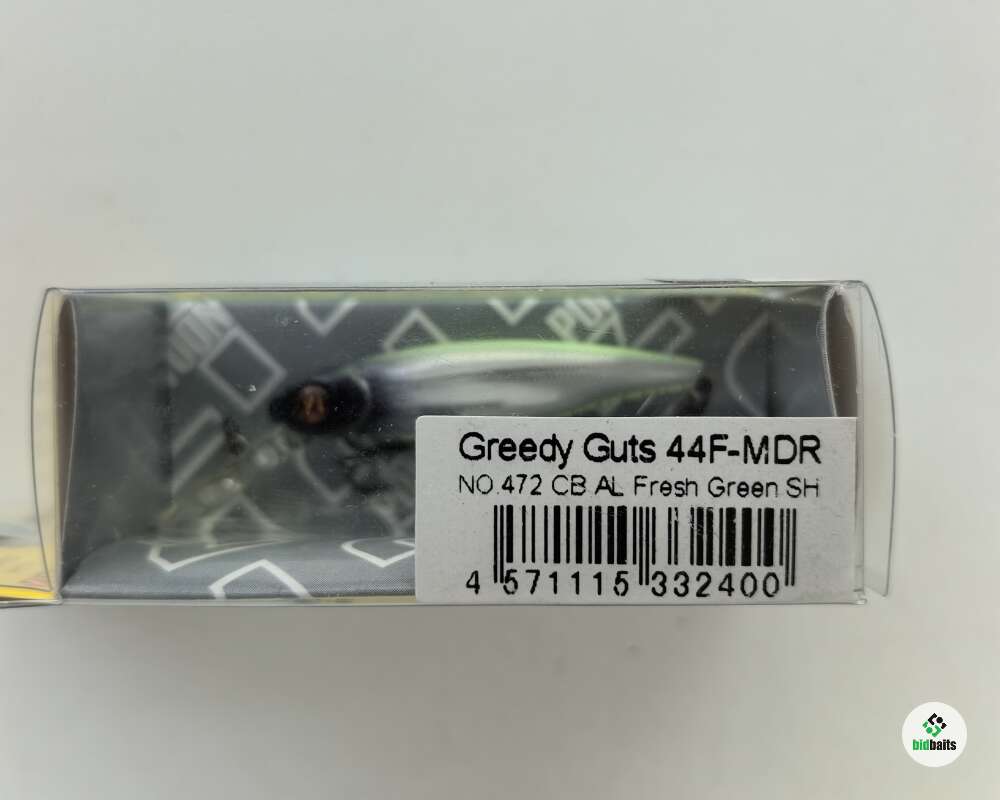 Greedy Guts 44F-MDR
NO.472 CB AL Fresh Green SH
4 571115 332400
bidbaits